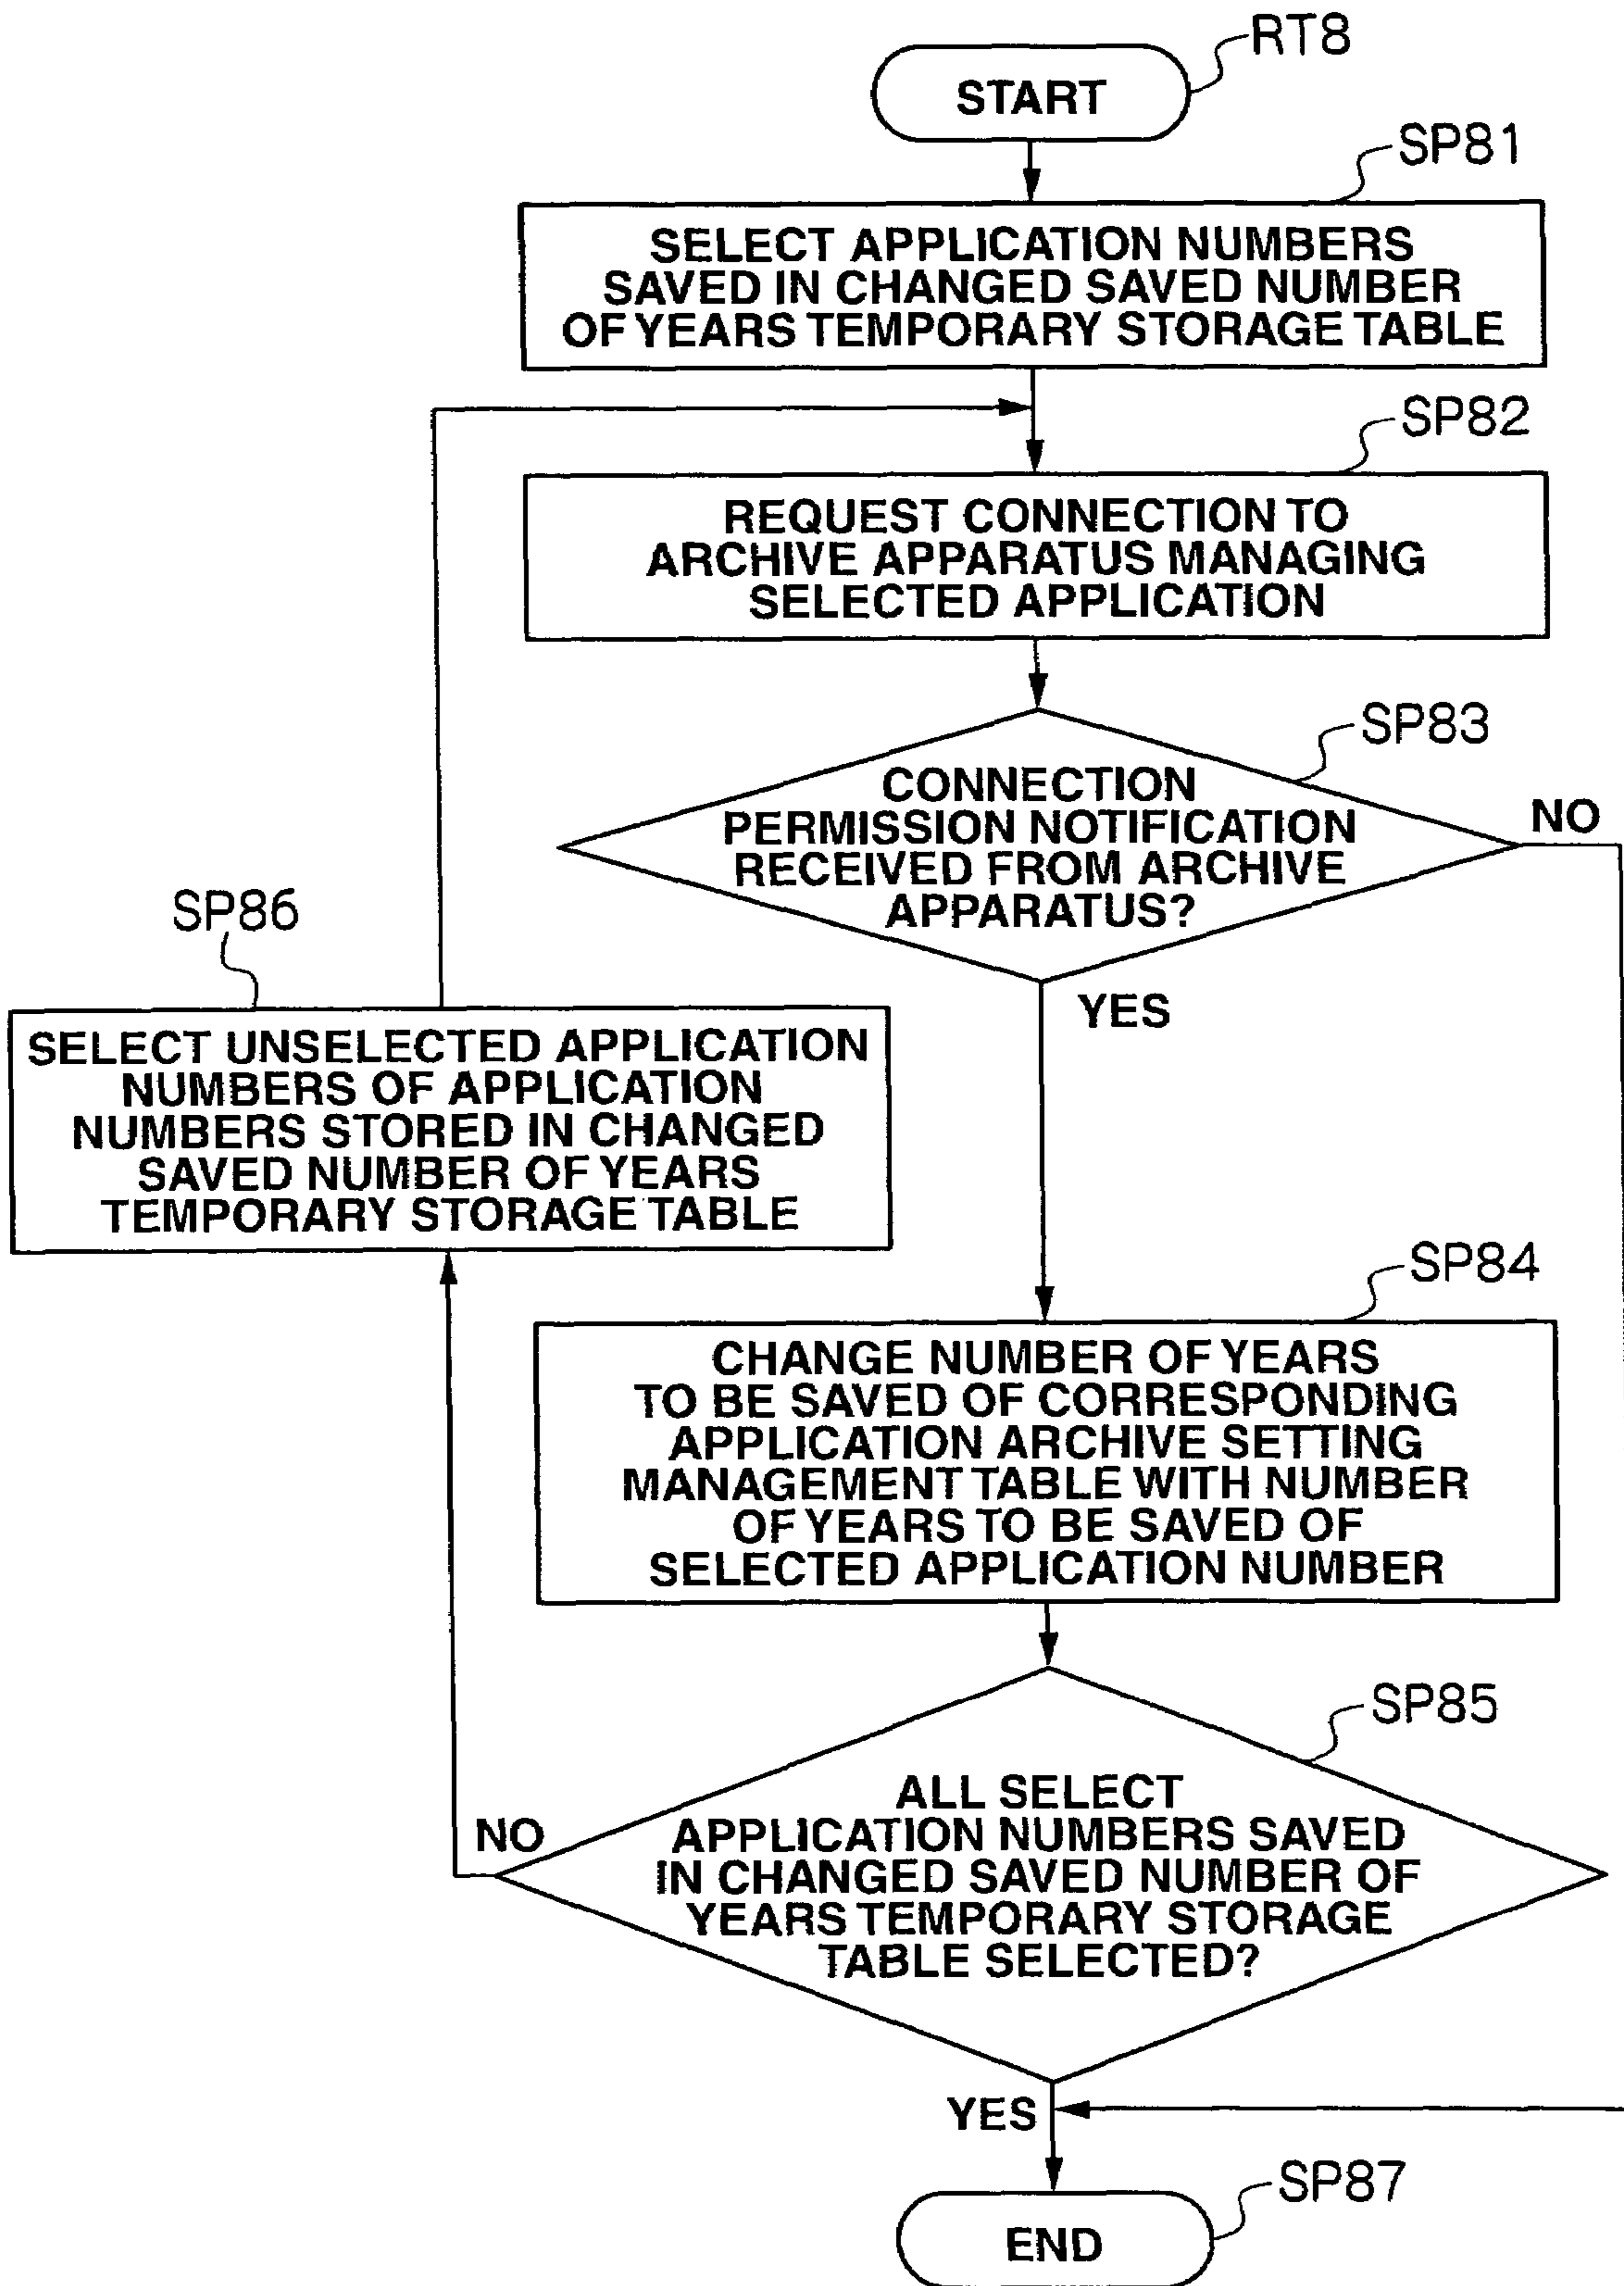 RT8
START
SP81
SELECT APPLICATION NUMBERS
SAVED IN CHANGED SAVED NUMBER
OF YEARS TEMPORARY STORAGE TABLE
SP82
REQUEST CONNECTION TO
ARCHIVE APPARATUS MANAGING
SELECTED APPLICATION
SP83
CONNECTION
PERMISSION NOTIFICATION
RECEIVED FROM ARCHIVE
APPARATUS?
NO
YES
SP86
SELECT UNSELECTED APPLICATION
NUMBERS OF APPLICATION
NUMBERS STORED IN CHANGED
SAVED NUMBER OF YEARS
TEMPORARY STORAGE TABLE
SP84
CHANGE NUMBER OF YEARS
TO BE SAVED OF CORRESPONDING
APPLICATION ARCHIVE SETTING
MANAGEMENT TABLE WITH NUMBER
OF YEARS TO BE SAVED OF
SELECTED APPLICATION NUMBER
SP85
ALL SELECT
APPLICATION NUMBERS SAVED
IN CHANGED SAVED NUMBER OF
YEARS TEMPORARY STORAGE
TABLE SELECTED?
NO
YES
SP87
END